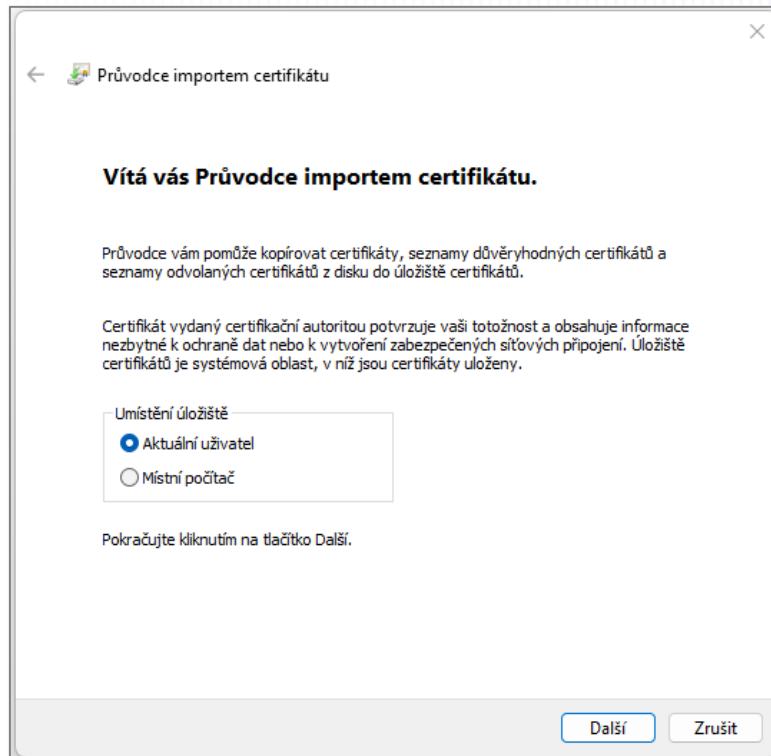 Průvodce importem certifikátu
Vítá vás Průvodce importem certifikátu.
Průvodce vám pomůže kopírovat certifikáty, seznamy důvěryhodných certifikátů a
seznamy odvolaných certifikátů z disku do úložiště certifikátů.
Certifikát vydaný certifikační autoritou potvrzuje vaši totožnost a obsahuje informace
nezbytné k ochraně dat nebo k vytvoření zabezpečených síťových připojení. Úložiště
certifikátů je systémová oblast, v níž jsou certifikáty uloženy.
Umístění úložiště
Aktuální uživatel
Místní počítač
Pokračujte kliknutím na tlačítko Další.
Další Zrušit